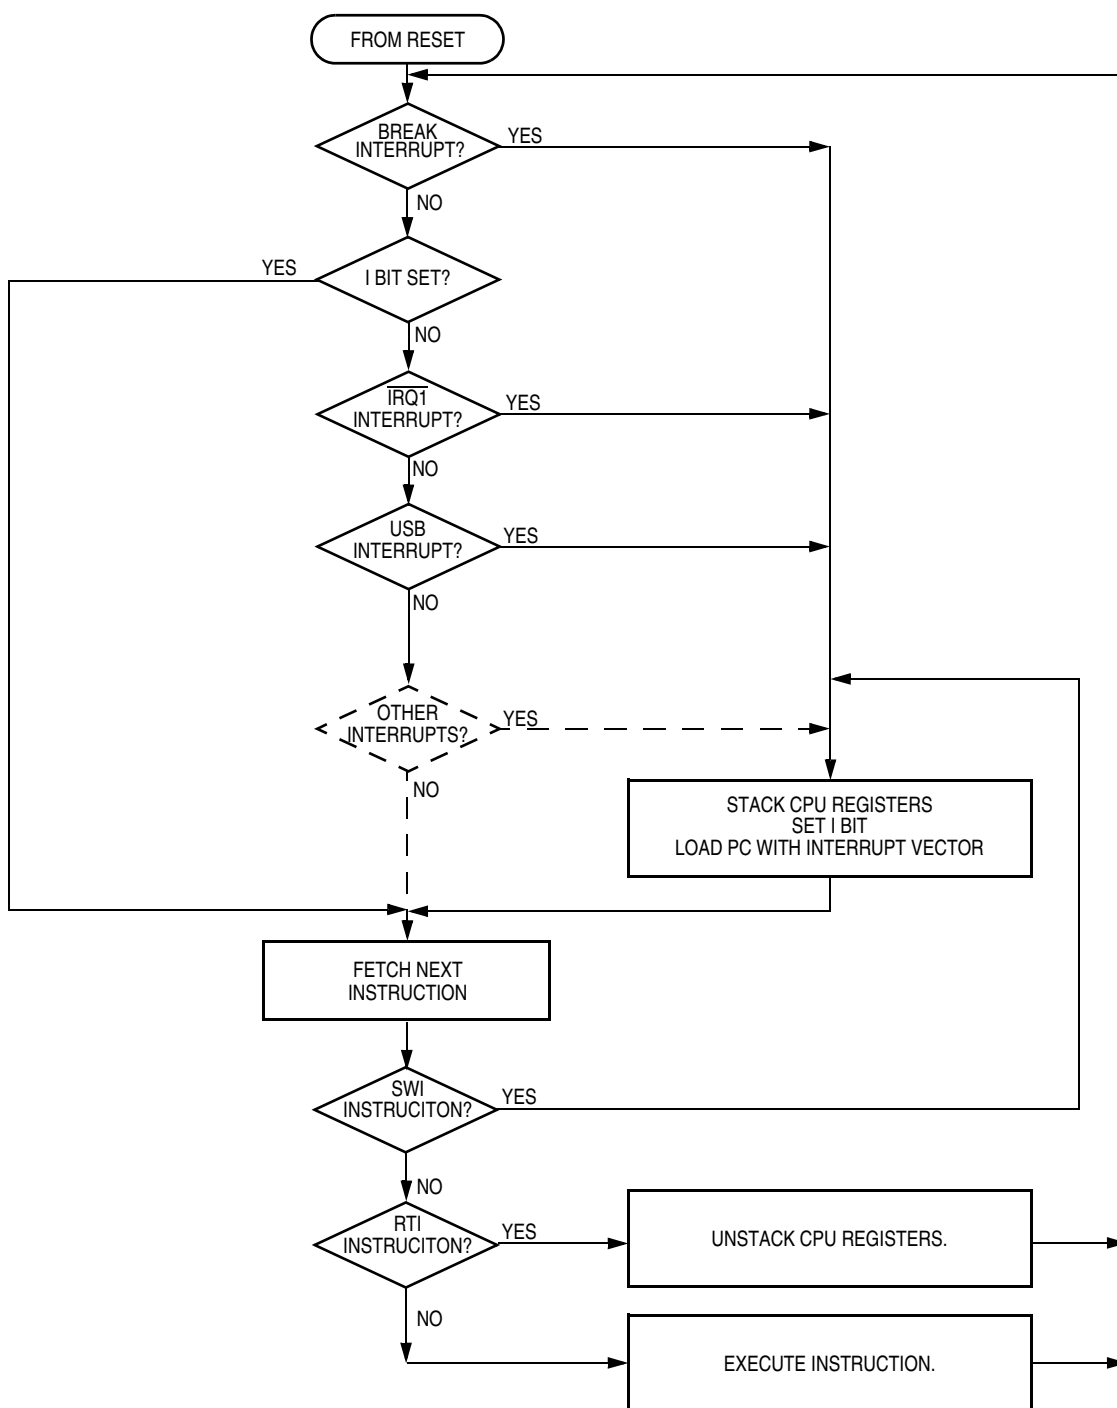 FROM RESET
BREAK
INTERRUPT?
YES
NO
YES
I BIT SET?
NO
IRQ1
INTERRUPT?
YES
NO
USB
INTERRUPT?
YES
NO
OTHER
INTERRUPTS?
YES
NO
STACK CPU REGISTERS
SET I BIT
LOAD PC WITH INTERRUPT VECTOR
FETCH NEXT
INSTRUCTION
SWI
INSTRUCITON?
YES
NO
RTI
INSTRUCITON?
YES
UNSTACK CPU REGISTERS.
NO
EXECUTE INSTRUCTION.